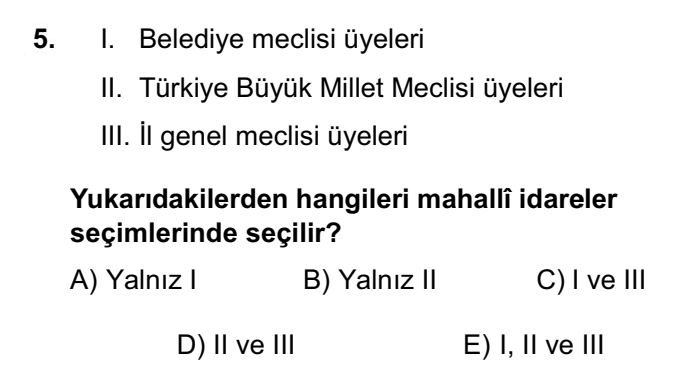 5. I. Belediye meclisi üyeleri
II. Türkiye Büyük Millet Meclisi üyeleri
III. İl genel meclisi üyeleri
Yukarıdakilerden hangileri mahallî idareler
seçimlerinde seçilir?
A) Yalnız I B) Yalnız II C) I ve III
D) II ve III E) I, II ve III